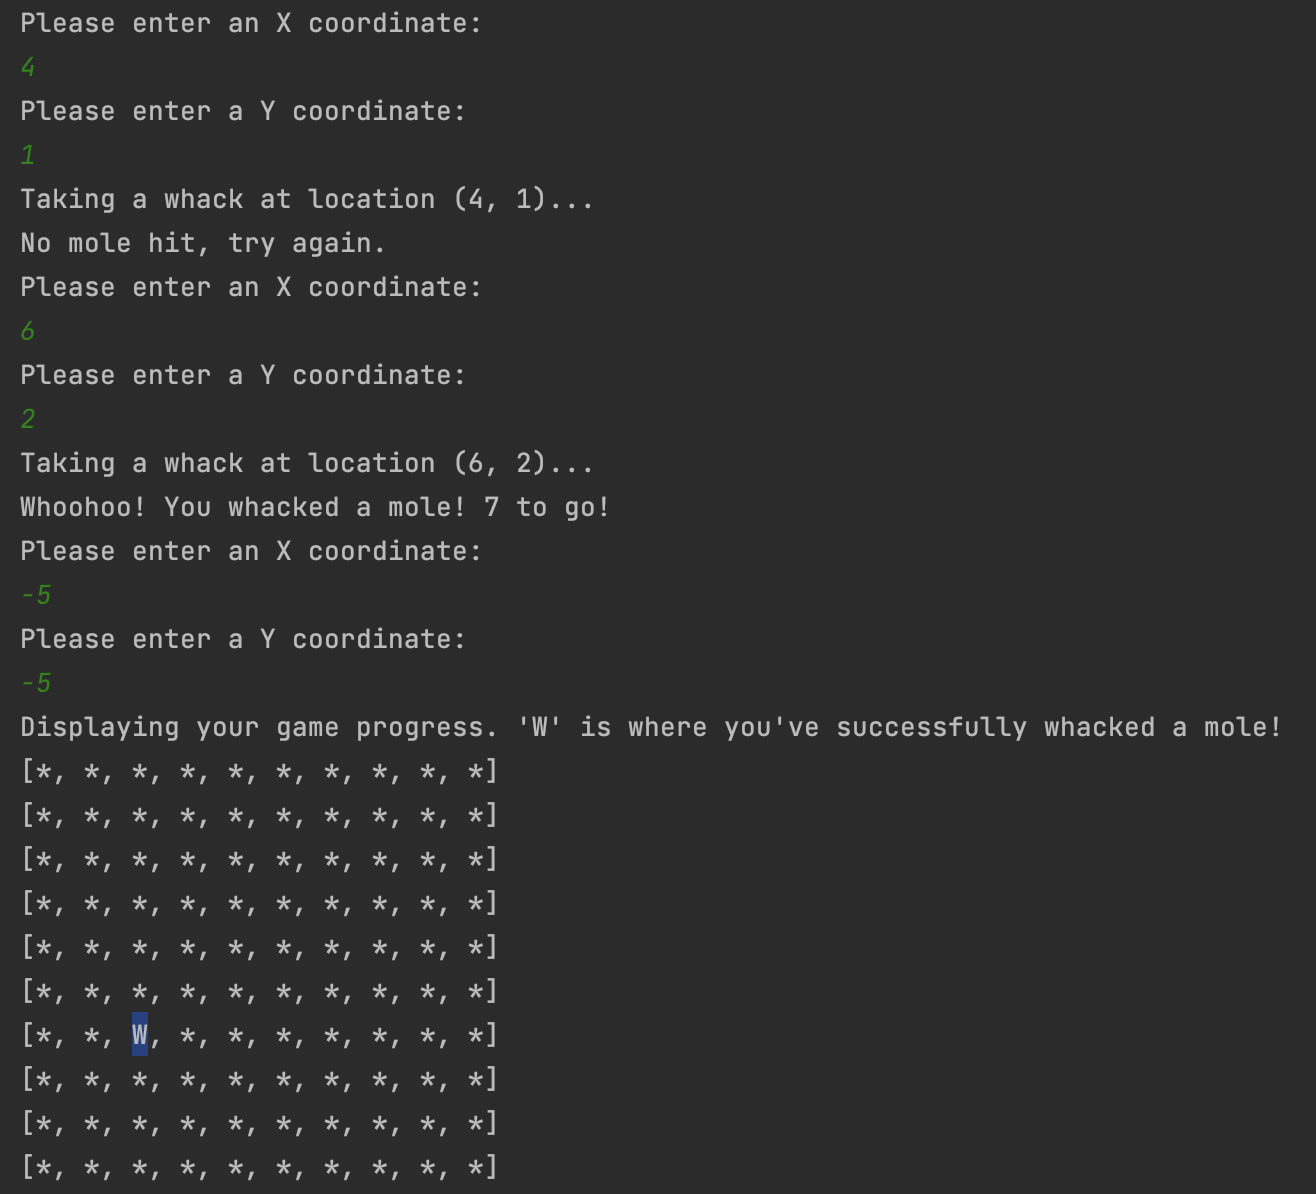 Please enter an X coordinate:
4
Please enter a Y coordinate:
1
Taking a whack at location (4, 1)...
No mole hit, try again.
Please enter an X coordinate:
6
Please enter a Y coordinate:
2
Taking a whack at location (6, 2)...
Whoohoo! You whacked a mole! 7 to go!
Please enter an X coordinate:
-5
Please enter a Y coordinate:
-5
Displaying your game progress. 'W' is where you've successfully whacked a mole!
[*, *, *, *, *, *, *, *, *, *]
[*, *, *, *, *, *, *, *, *, *]
[*, *, *, *, *, *, *, *, *, *]
[*, *, *, *, *, *, *, *, *, *]
[*, *, *, *, *, *, *, *, *, *]
[*, *, *, *, *, *, *, *, *, *]
[*, *, W, *, *, *, *, *, *, *]
[*, *, *, *, *, *, *, *, *, *]
[*, *, *, *, *, *, *, *, *, *]
[*, *, *, *, *, *, *, *, *, *]